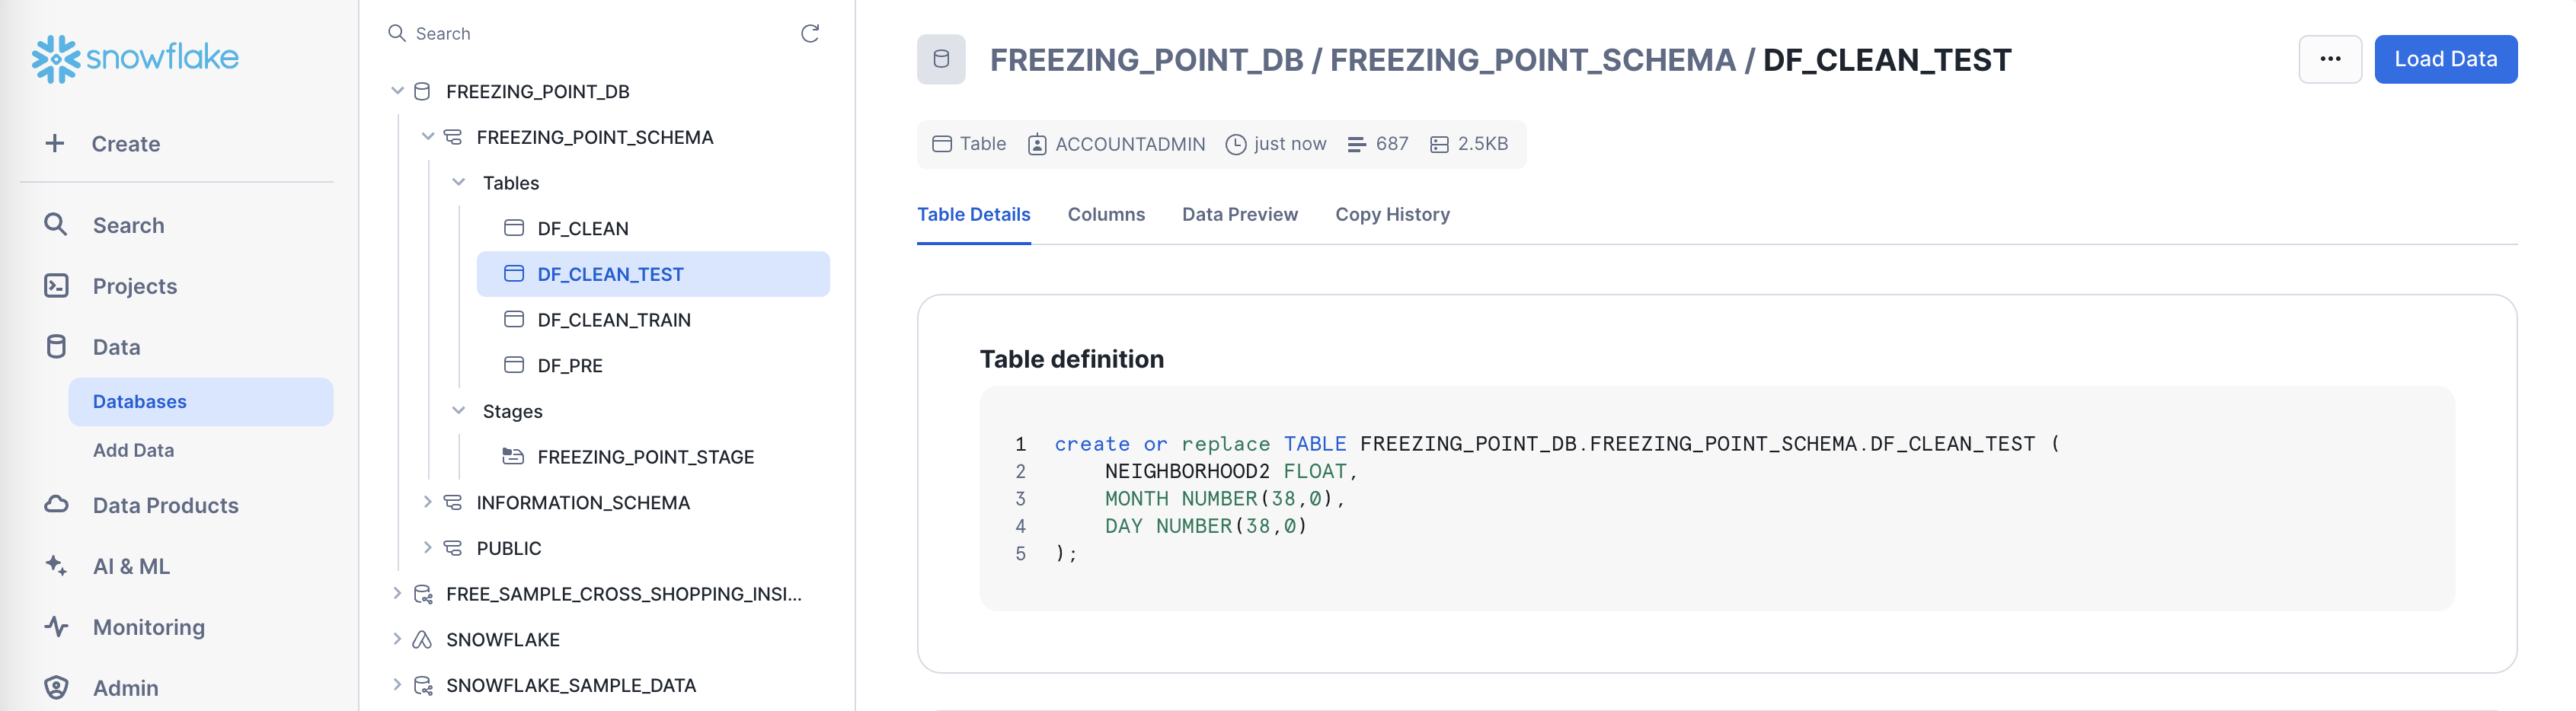 snowflake
Create
Search
Projects
Data
Databases
Add Data
Data Products
AI & ML
Monitoring
Admin
Search
FREEZING_POINT_DB
FREEZING_POINT_SCHEMA
Tables
DF_CLEAN
DF_CLEAN_TEST
DF_CLEAN_TRAIN
DF_PRE
Stages
FREEZING_POINT_STAGE
INFORMATION_SCHEMA
PUBLIC
FREE_SAMPLE_CROSS_SHOPPING_INSI...
SNOWFLAKE
SNOWFLAKE_SAMPLE_DATA
FREEZING_POINT_DB / FREEZING_POINT_SCHEMA / DF_CLEAN_TEST
... Load Data
Table ACCOUNTADMIN just now 687 2.5KB
Table Details Columns Data Preview Copy History
Table definition
1 create or replace TABLE FREEZING_POINT_DB.FREEZING_POINT_SCHEMA.DF_CLEAN_TEST (
2 NEIGHBORHOOD2 FLOAT,
3 MONTH NUMBER(38,0),
4 DAY NUMBER(38,0)
5 );